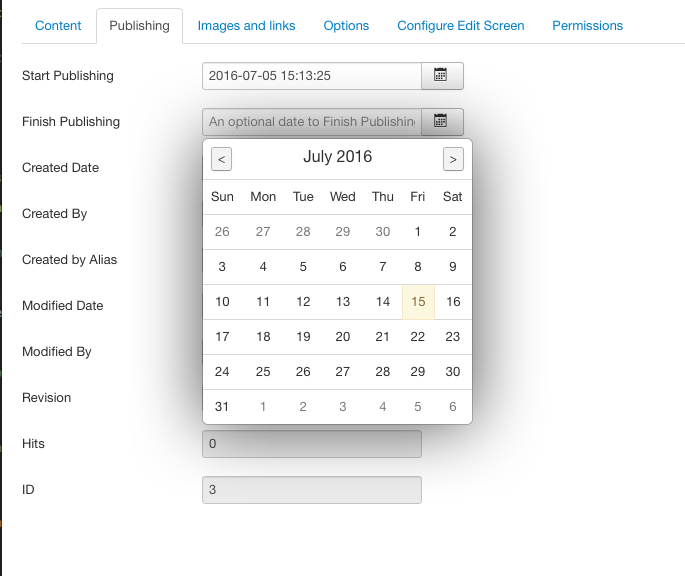 Content Publishing Images and links Options Configure Edit Screen Permissions
Start Publishing 2016-07-05 15:13:25
Finish Publishing An optional date to Finish Publishin
< July 2016 >
Sun Mon Tue Wed Thu Fri Sat
26 27 28 29 30 1 2
3 4 5 6 7 8 9
10 11 12 13 14 15 16
17 18 19 20 21 22 23
24 25 26 27 28 29 30
31 1 2 3 4 5 6
Created Date
Created By
Created by Alias
Modified Date
Modified By
Revision
Hits 0
ID 3